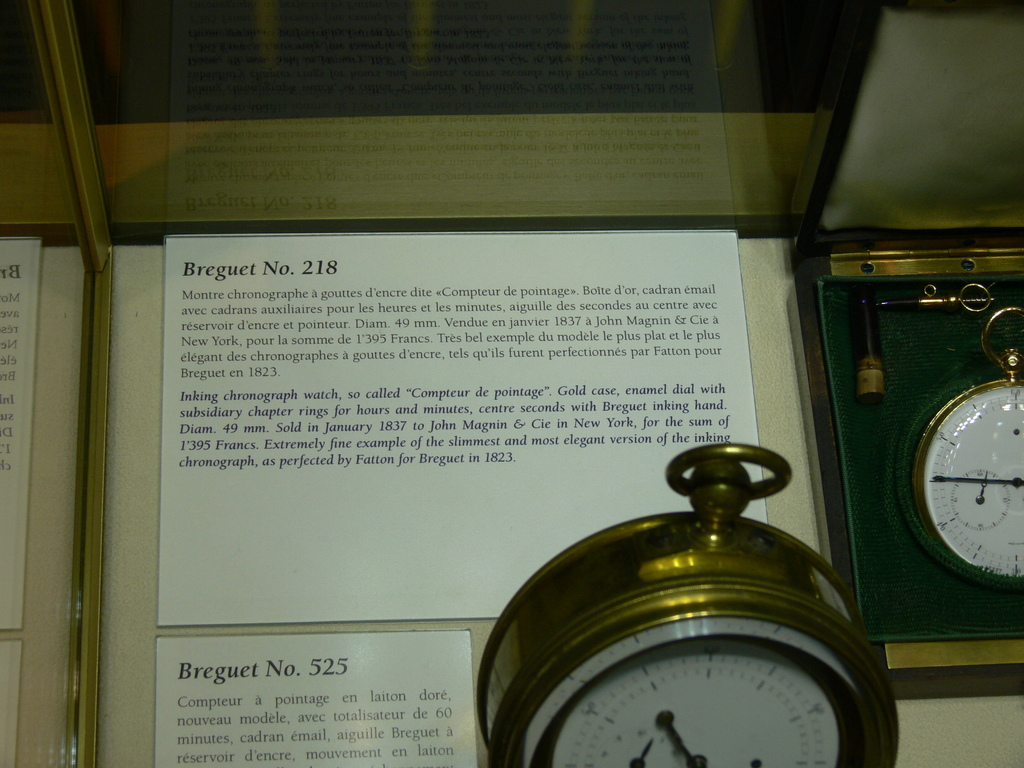 Breguet No. 218
Montre chronographe à gouttes d'encre dite «Compteur de pointage». Boîte d'or, cadran émail
avec cadrans auxiliaires pour les heures et les minutes, aiguille des secondes au centre avec
réservoir d'encre et pointeur. Diam. 49 mm. Vendue en janvier 1837 à John Magnin & Cie à
New York, pour la somme de 1'395 Francs. Très bel exemple du modèle le plus plat et le plus
élégant des chronographes à gouttes d'encre, tels qu'ils furent perfectionnés par Fatton pour
Breguet en 1823.
Inking chronograph watch, so called "Compteur de pointage". Gold case, enamel dial with
subsidiary chapter rings for hours and minutes, centre seconds with Breguet inking hand.
Diam. 49 mm. Sold in January 1837 to John Magnin & Cie in New York, for the sum of
1'395 Francs. Extremely fine example of the slimmest and most elegant version of the inking
chronograph, as perfected by Fatton for Breguet in 1823.
Breguet No. 525
Compteur à pointage en laiton doré,
nouveau modèle, avec totalisateur de 60
minutes, cadran émail, aiguille Breguet à
réservoir d'encre, mouvement en laiton